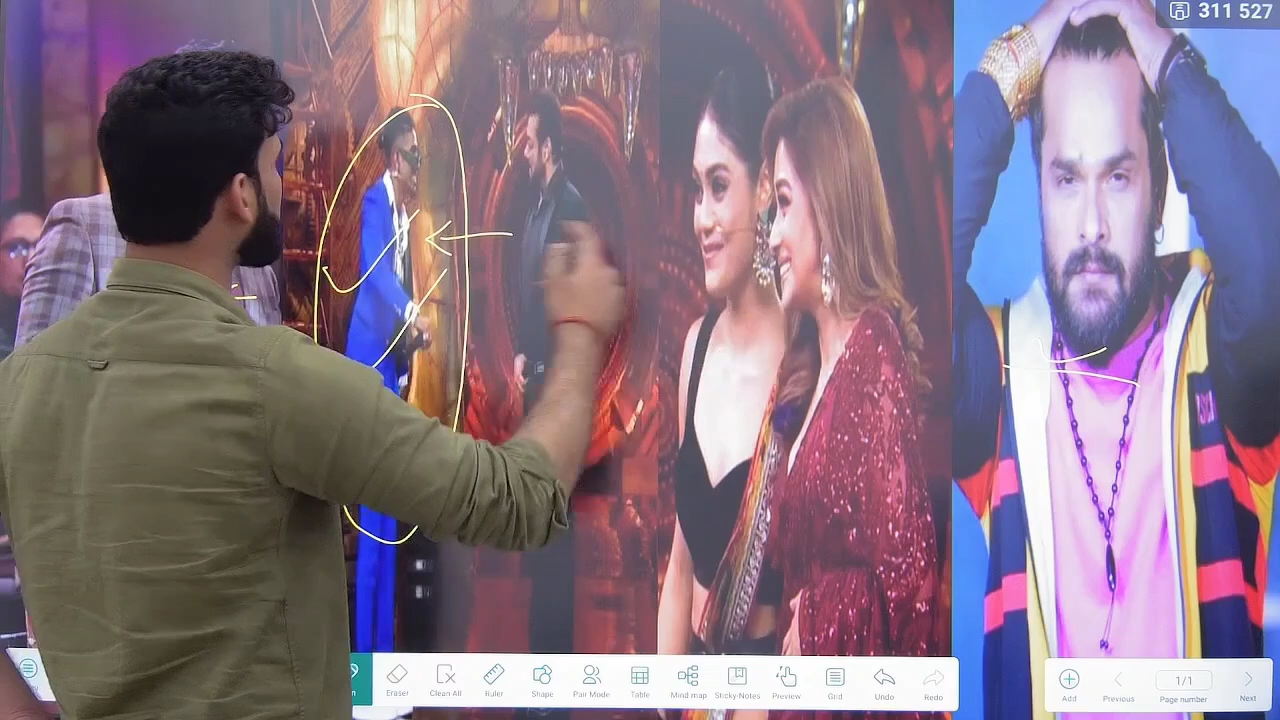 311 527
Eraser
Clean All
Ruler
Shape
Pair Mode
Table
Mind map
Sticky-Notes
Preview
Grid
Undo
Redo
Add
Previous
1/1
Page number
Next